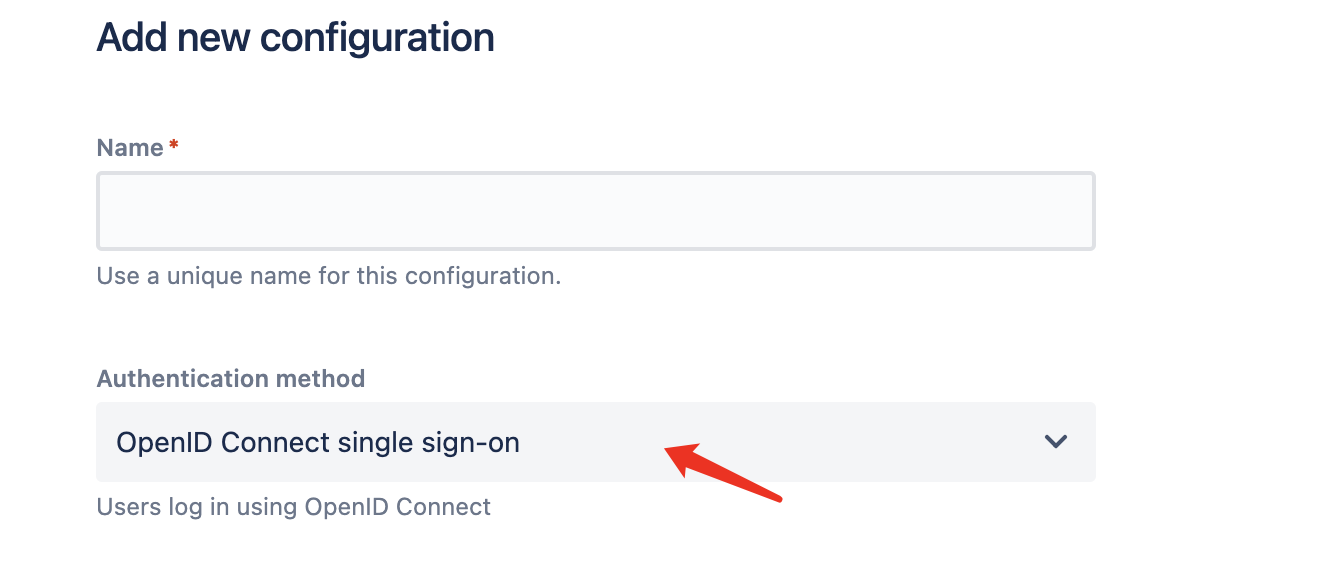 Add new configuration
Name *
Use a unique name for this configuration.
Authentication method
OpenID Connect single sign-on
Users log in using OpenID Connect